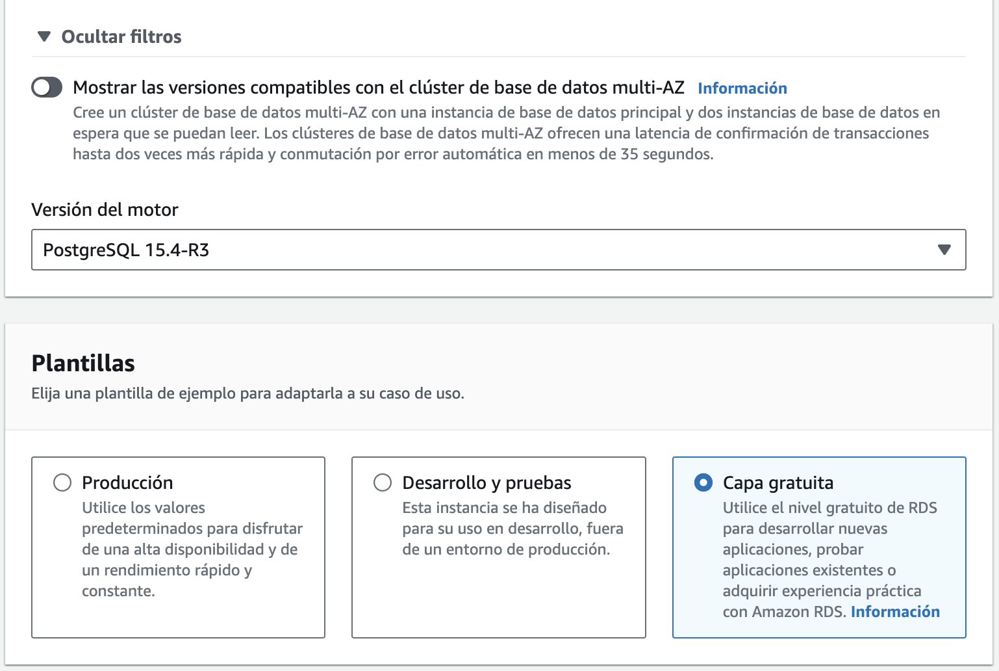 Ocultar filtros
Mostrar las versiones compatibles con el clúster de base de datos multi-AZ Información
Cree un clúster de base de datos multi-AZ con una instancia de base de datos principal y dos instancias de base de datos en
espera que se puedan leer. Los clústeres de base de datos multi-AZ ofrecen una latencia de confirmación de transacciones
hasta dos veces más rápida y conmutación por error automática en menos de 35 segundos.
Versión del motor
PostgreSQL 15.4-R3
Plantillas
Elija una plantilla de ejemplo para adaptarla a su caso de uso.
Producción
Utilice los valores
predeterminados para disfrutar
de una alta disponibilidad y de
un rendimiento rápido y
constante.
Desarrollo y pruebas
Esta instancia se ha diseñado
para su uso en desarrollo, fuera
de un entorno de producción.
Capa gratuita
Utilice el nivel gratuito de RDS
para desarrollar nuevas
aplicaciones, probar
aplicaciones existentes o
adquirir experiencia práctica
con Amazon RDS. Información